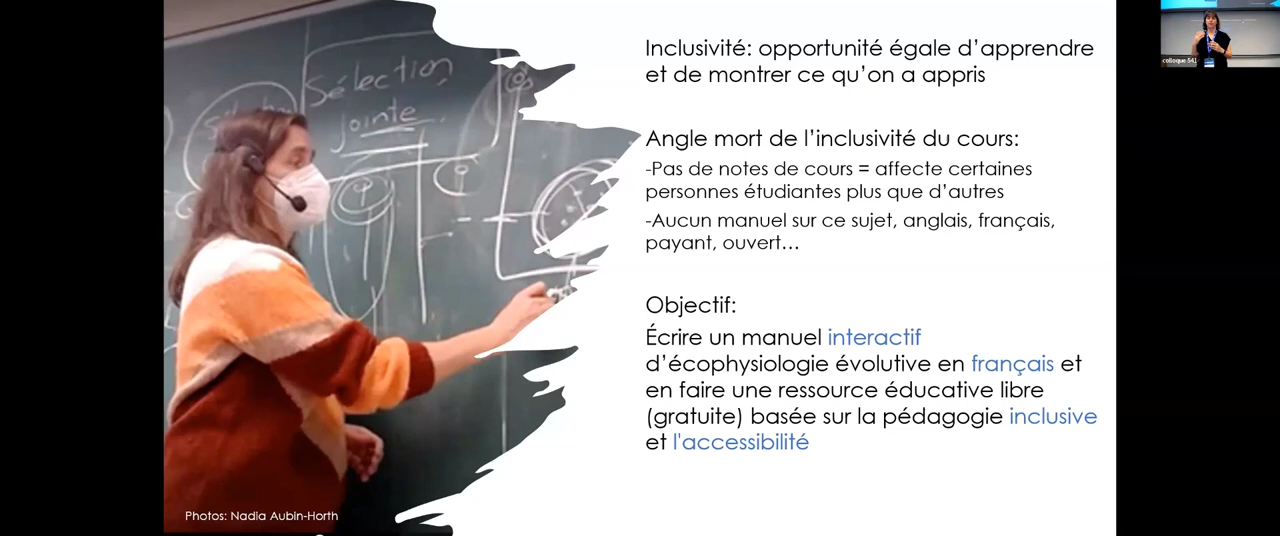 Sélection
jointe
Inclusivité: opportunité égale d'apprendre
et de montrer ce qu'on a appris
Angle mort de l'inclusivité du cours:
-Pas de notes de cours = affecte certaines
personnes étudiantes plus que d'autres
-Aucun manuel sur ce sujet, anglais, français,
payant, ouvert…
Objectif:
Écrire un manuel interactif
d'écophysiologie évolutive en français et
en faire une ressource éducative libre
(gratuite) basée sur la pédagogie inclusive
et l'accessibilité
Photos: Nadia Aubin-Horth
colloque 541